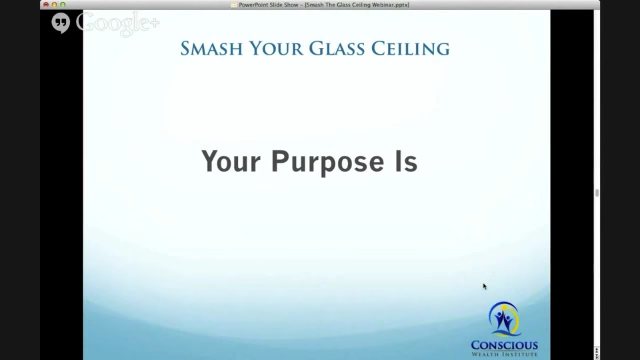 PowerPoint Slide Show - [Smash The Glass Ceiling Webinar.pptx]
Google+
SMASH YOUR GLASS CEILING
Your Purpose Is
CONSCIOUS
WEALTH INSTITUTE